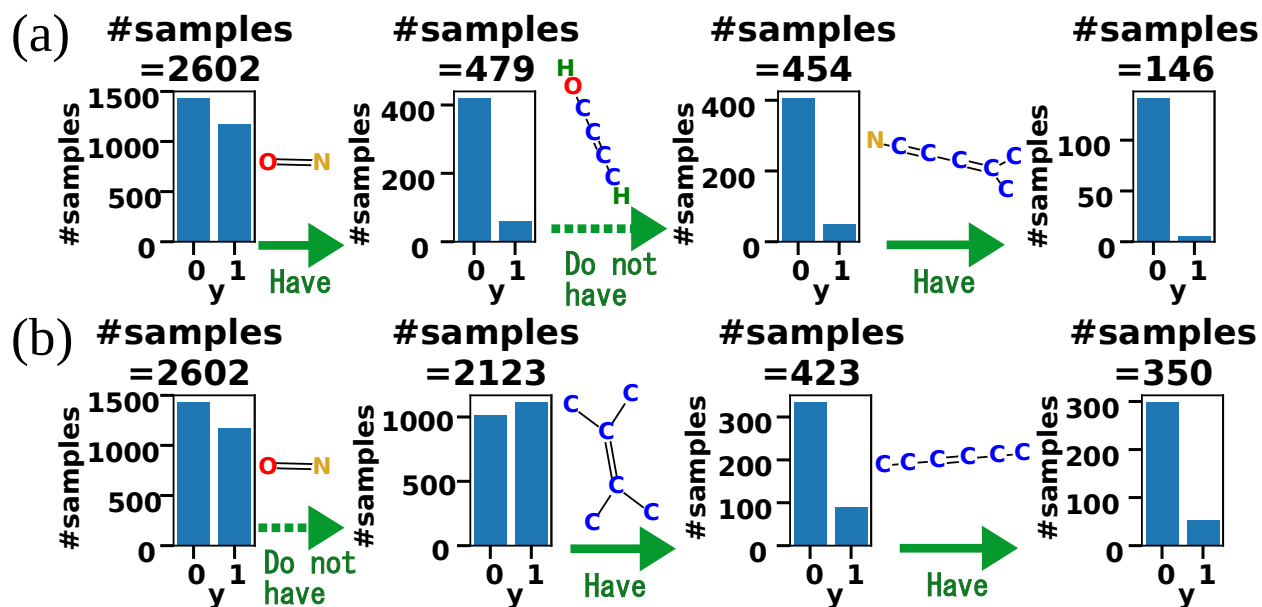 (a)
#samples
=2602
#samples
1500
1000
500
0
0 1
y
O N
Have
#samples
=479
#samples
400
200
0
0 1
y
H
O
C
C
C
C
H
Do not
have
#samples
=454
#samples
400
200
0
0 1
y
N C C C C C
C
Have
#samples
=146
#samples
100
50
0
0 1
y
(b)
#samples
=2602
#samples
1500
1000
500
0
0 1
y
O N
Do not
have
#samples
=2123
#samples
1000
500
0
0 1
y
C C
C
C
C C
Have
#samples
=423
#samples
300
200
100
0
0 1
y
C C C C C C
Have
#samples
=350
#samples
300
200
100
0
0 1
y